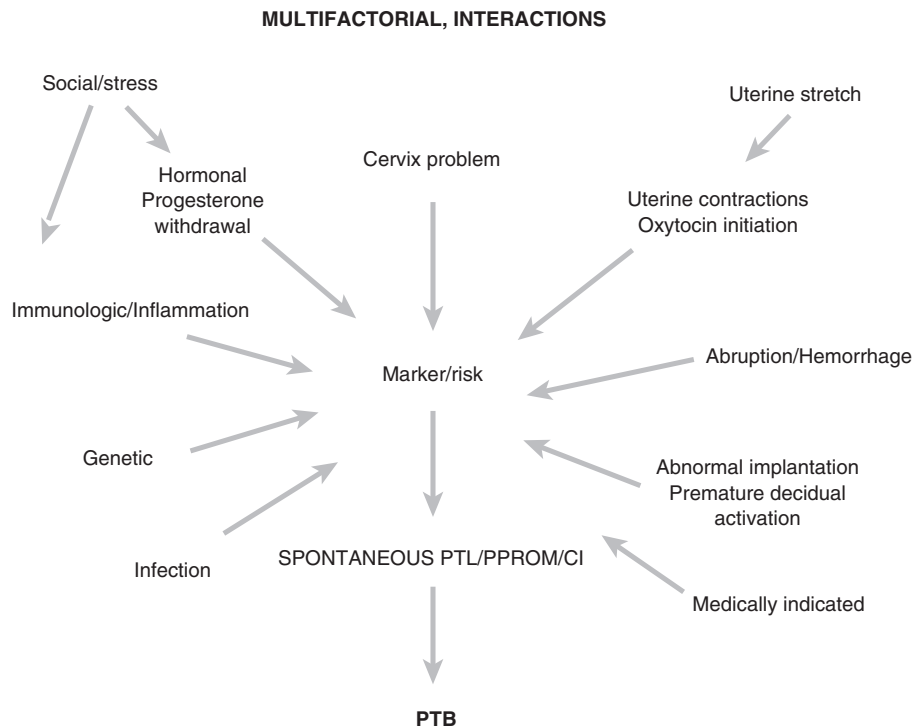 MULTIFACTORIAL, INTERACTIONS
Social/stress
Uterine stretch
Cervix problem
Hormonal
Progesterone
withdrawal
Uterine contractions
Oxytocin initiation
Immunologic/Inflammation
Abruption/Hemorrhage
Marker/risk
Genetic
Abnormal implantation
Premature decidual
activation
Infection
SPONTANEOUS PTL/PPROM/CI
Medically indicated
PTB